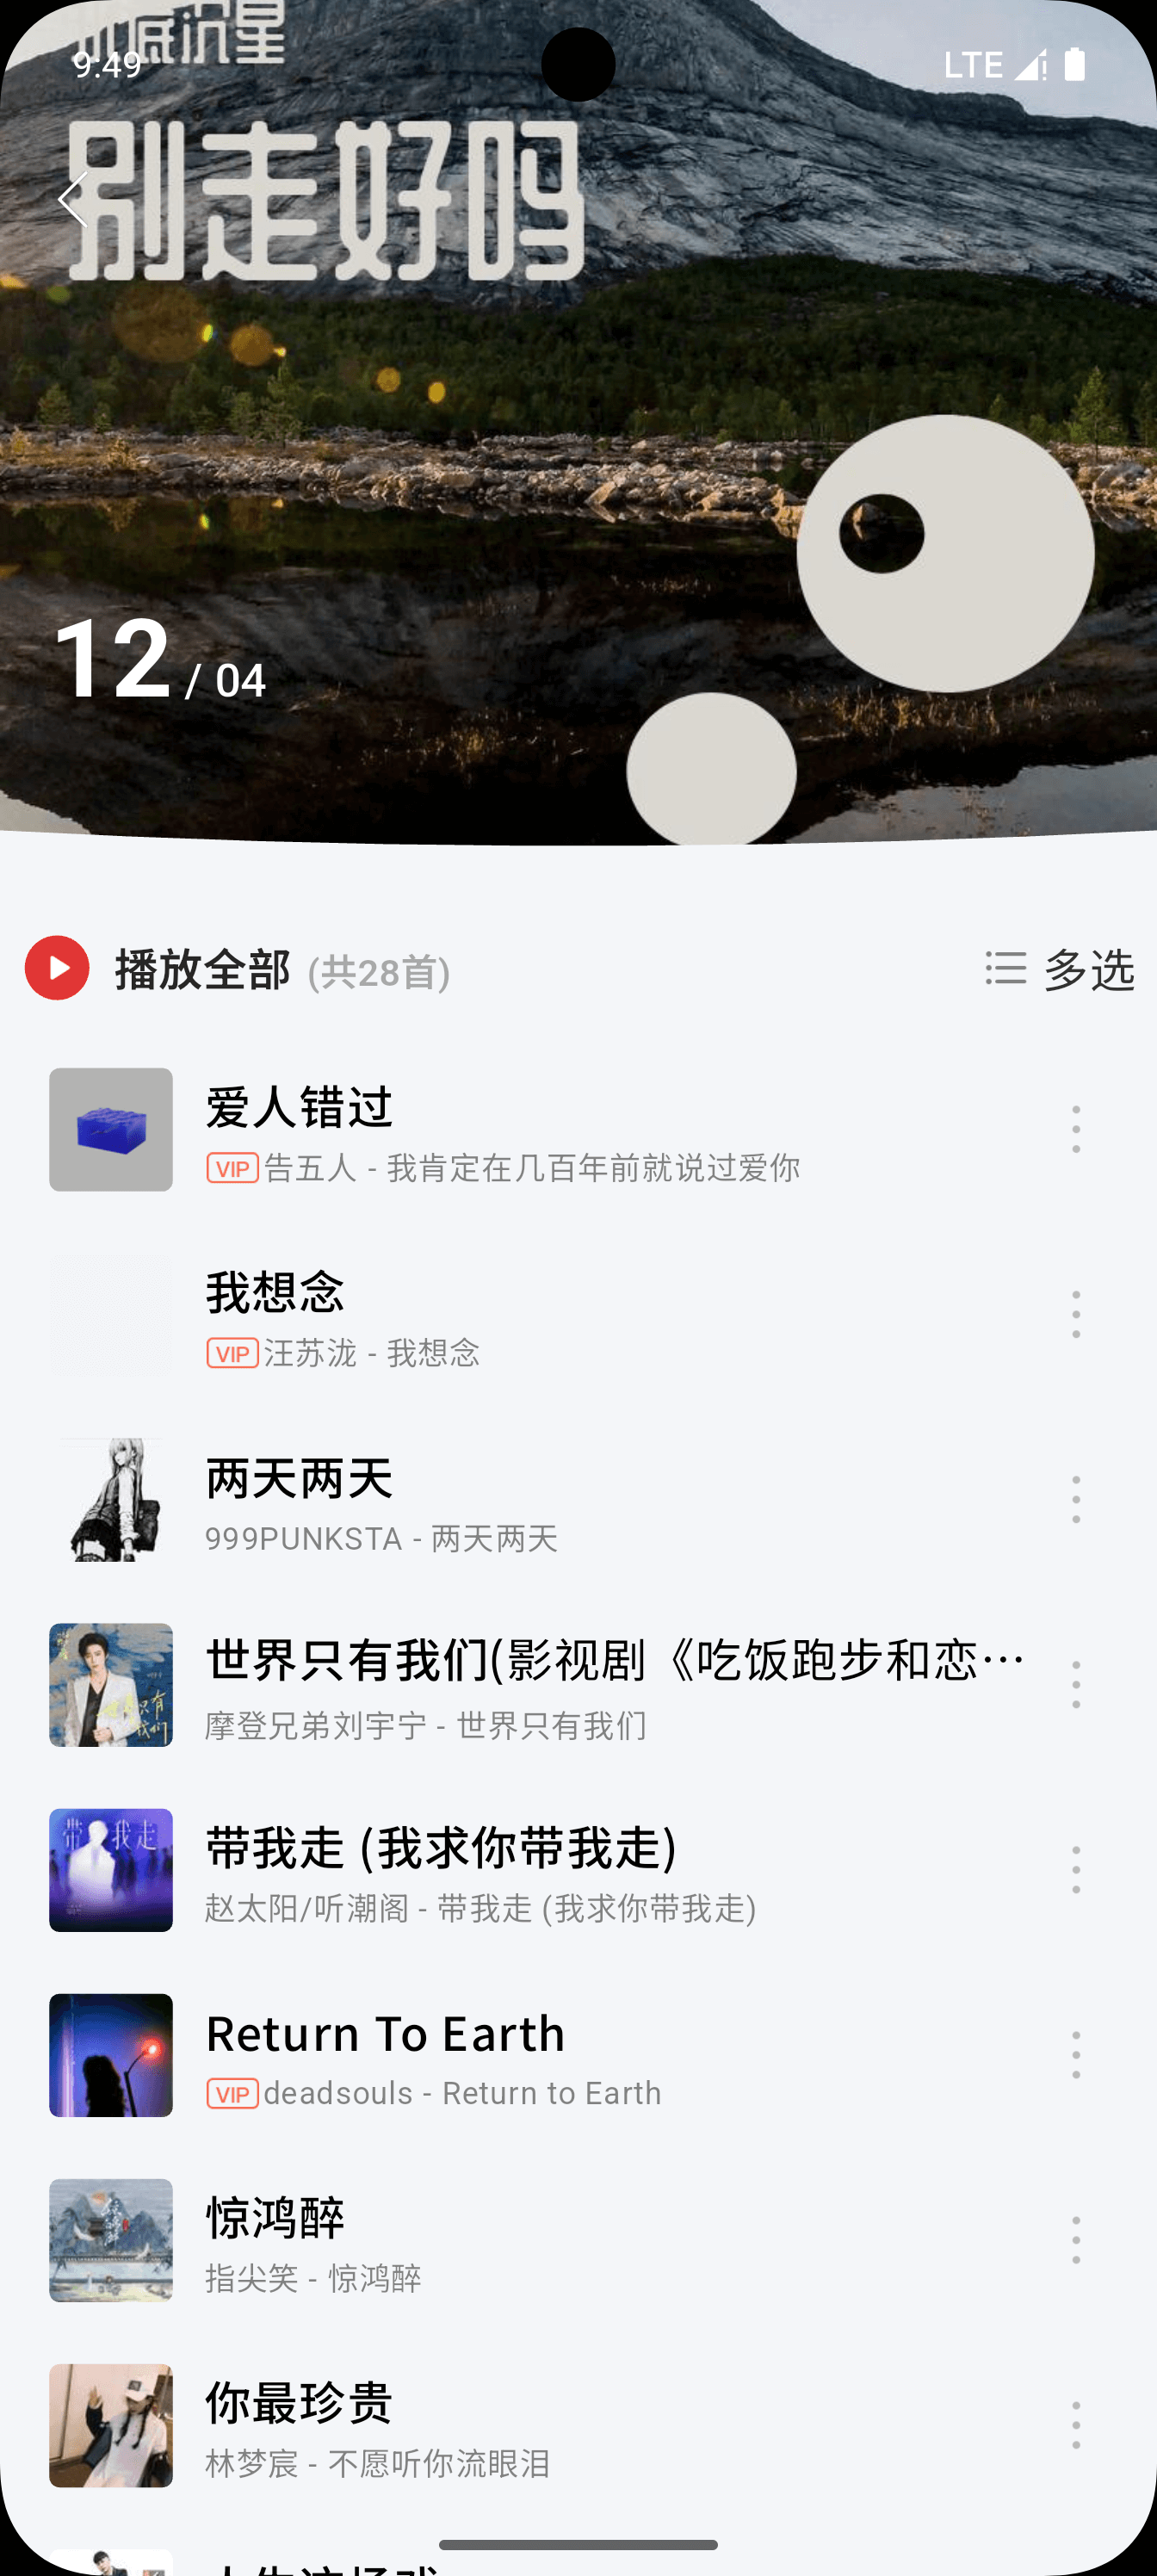 底沉星
9:49
LTE
别走好吗
12 / 04
播放全部 (共28首)
多选
爱人错过
VIP 告五人 - 我肯定在几百年前就说过爱你
我想念
VIP 汪苏泷 - 我想念
两天两天
999PUNKSTA - 两天两天
世界只有我们(影视剧《吃饭跑步和恋…
摩登兄弟刘宇宁 - 世界只有我们
带我走
带我走 (我求你带我走)
赵太阳/听潮阁 - 带我走 (我求你带我走)
Return To Earth
VIP deadsouls - Return to Earth
惊鸿醉
指尖笑 - 惊鸿醉
你最珍贵
林梦宸 - 不愿听你流眼泪